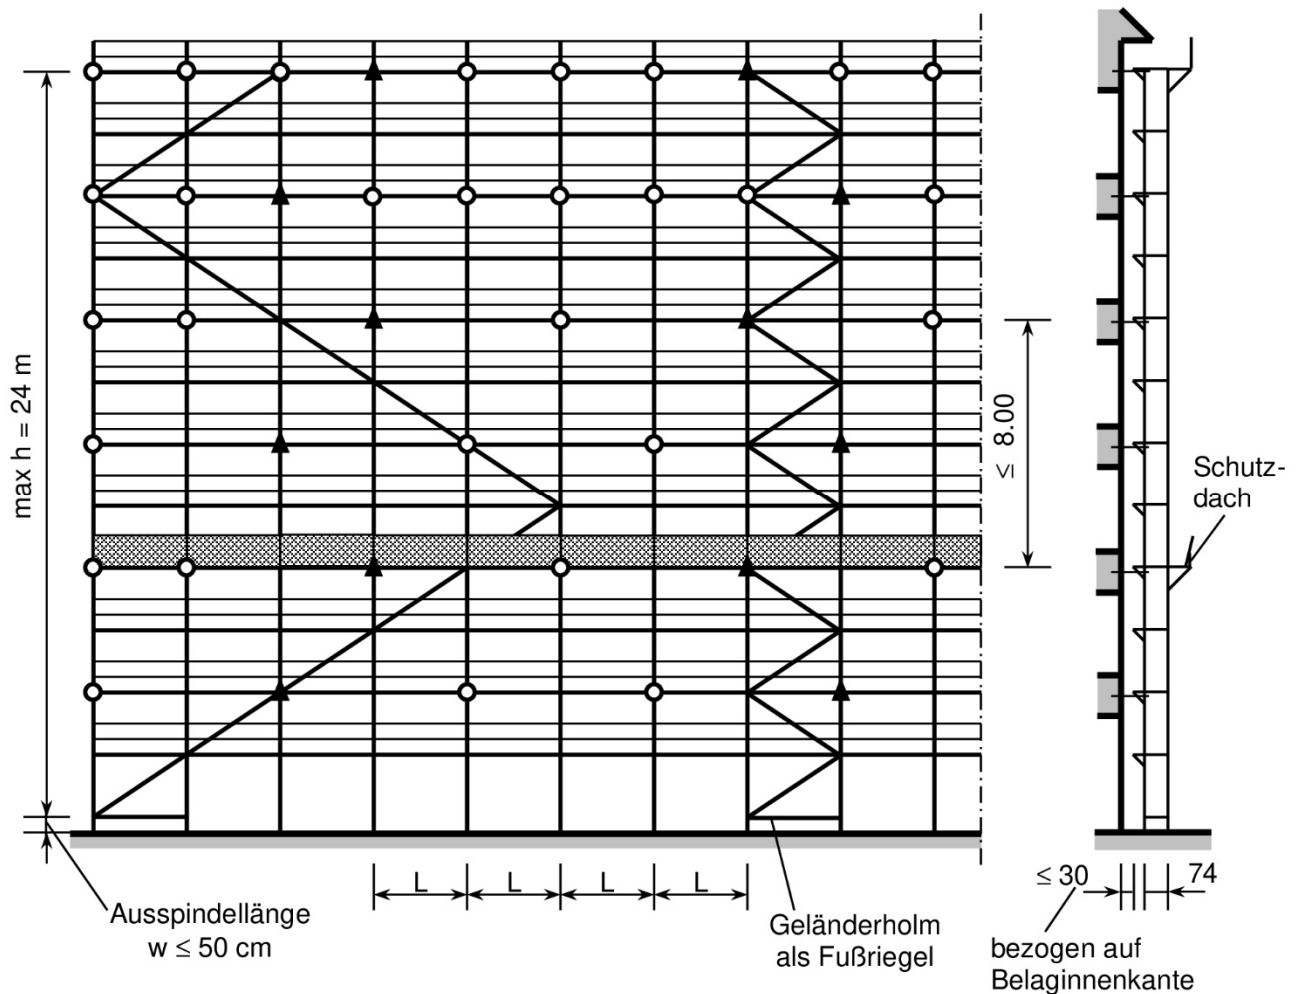 max h = 24 m
≤ 8.00
Schutz-
dach
L
L
L
L
≤ 30
74
Ausspindellänge
w ≤ 50 cm
Geländerholm
als Fußriegel
bezogen auf
Belaginnenkante